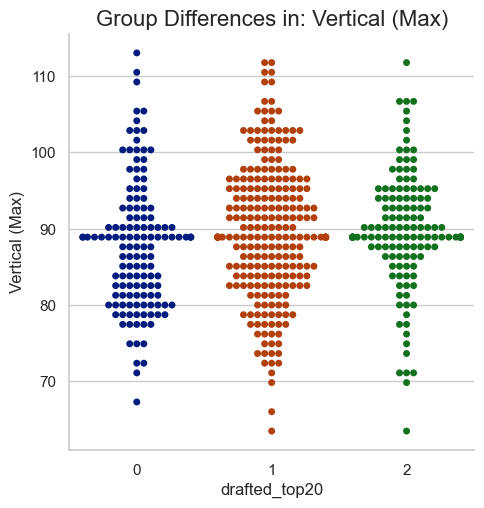 Group Differences in: Vertical (Max)
110
100
90
80
70
Vertical (Max)
0 1 2
drafted_top20